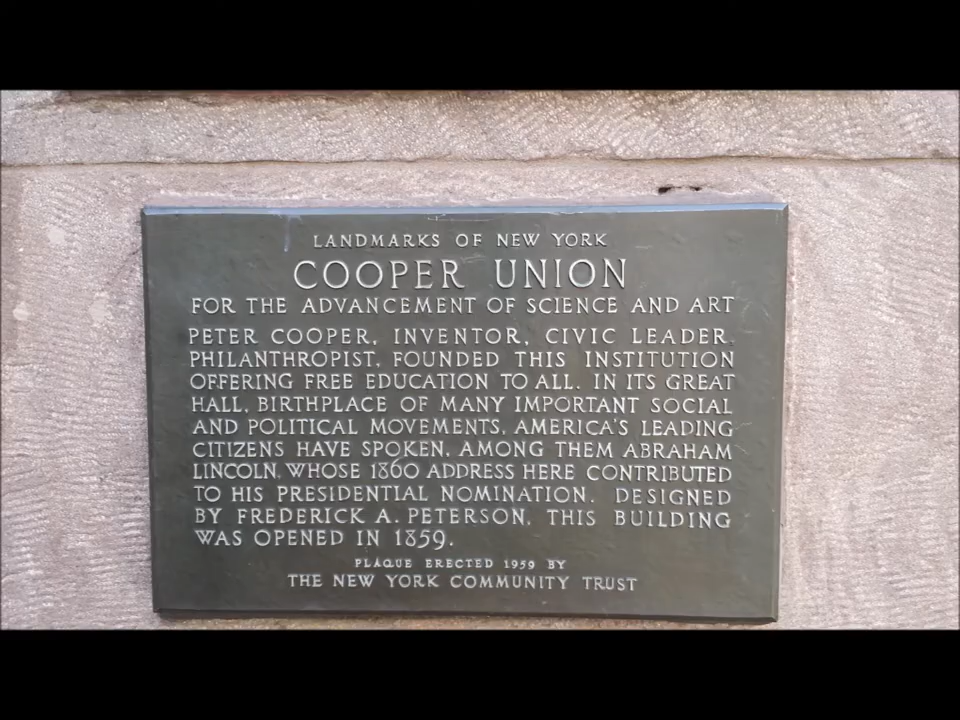 LANDMARKS OF NEW YORK
COOPER UNION
FOR THE ADVANCEMENT OF SCIENCE AND ART
PETER COOPER, INVENTOR, CIVIC LEADER,
PHILANTHROPIST, FOUNDED THIS INSTITUTION
OFFERING FREE EDUCATION TO ALL. IN ITS GREAT
HALL, BIRTHPLACE OF MANY IMPORTANT SOCIAL
AND POLITICAL MOVEMENTS, AMERICA'S LEADING
CITIZENS HAVE SPOKEN, AMONG THEM ABRAHAM
LINCOLN, WHOSE 1860 ADDRESS HERE CONTRIBUTED
TO HIS PRESIDENTIAL NOMINATION. DESIGNED
BY FREDERICK A. PETERSON, THIS BUILDING
WAS OPENED IN 1859.
PLAQUE ERECTED 1959 BY
THE NEW YORK COMMUNITY TRUST